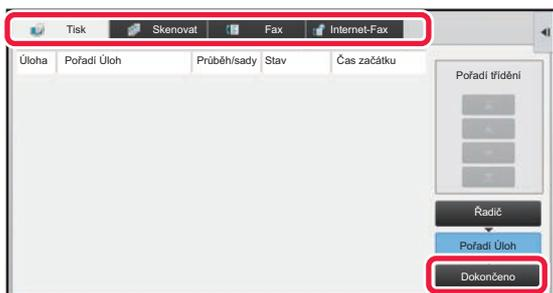 Tisk Skenovat Fax Internet-Fax
Úloha Pořadí Úloh Průběh/sady Stav Čas začátku
Pořadí třídění
Řadič
Pořadí Úloh
Dokončeno